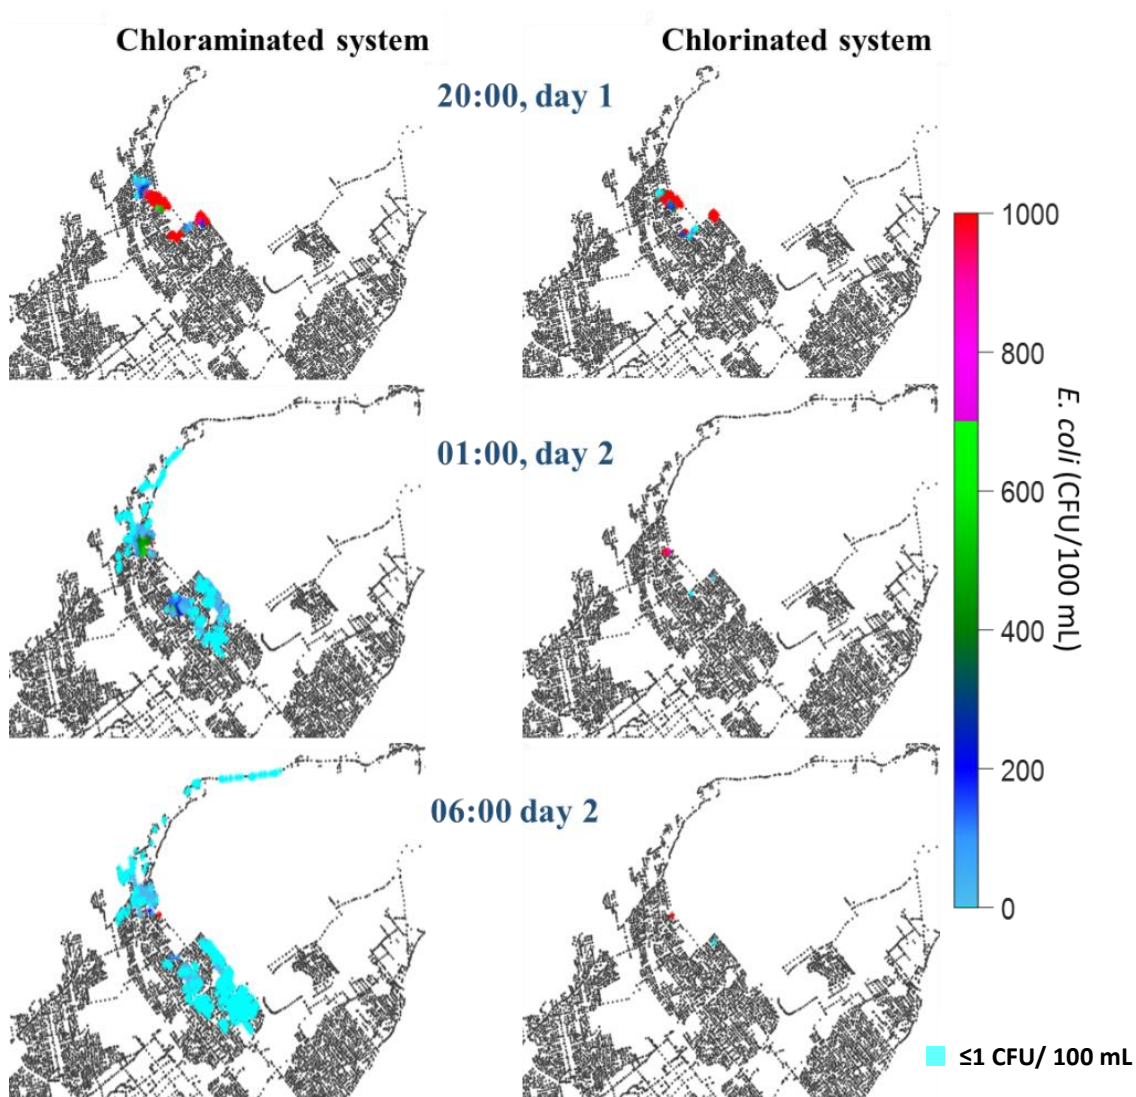 Chloraminated system
Chlorinated system
20:00, day 1
01:00, day 2
06:00 day 2
1000
800
600
400
200
0
E. coli (CFU/100 mL)
≤1 CFU/ 100 mL